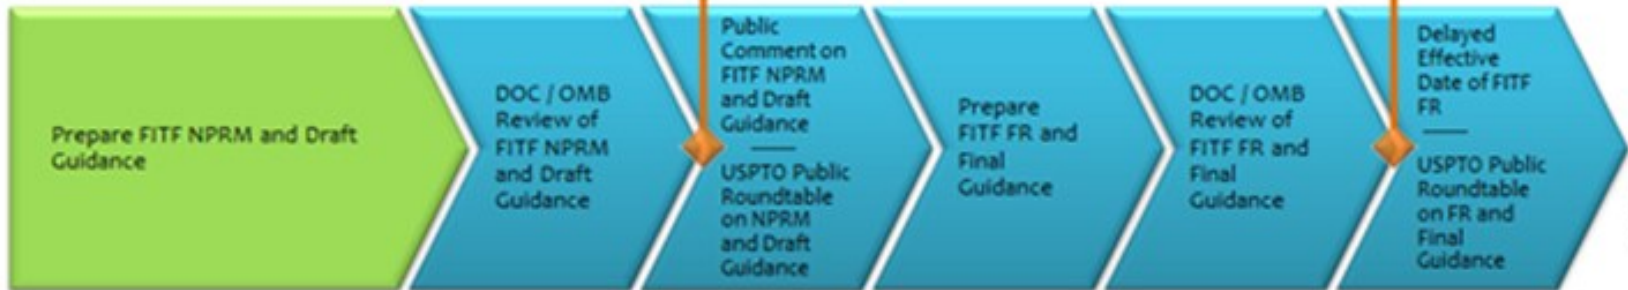 Prepare FITF NPRM and Draft
Guidance
DOC / OMB
Review of
FITF NPRM
and Draft
Guidance
Public
Comment on
FITF NPRM
and Draft
Guidance
USPTO Public
Roundtable
on NPRM
and Draft
Guidance
Prepare
FITF FR and
Final
Guidance
DOC / OMB
Review of
FITF FR and
Final
Guidance
Delayed
Effective
Date of FITF
FR
USPTO Public
Roundtable
on FR and
Final
Guidance